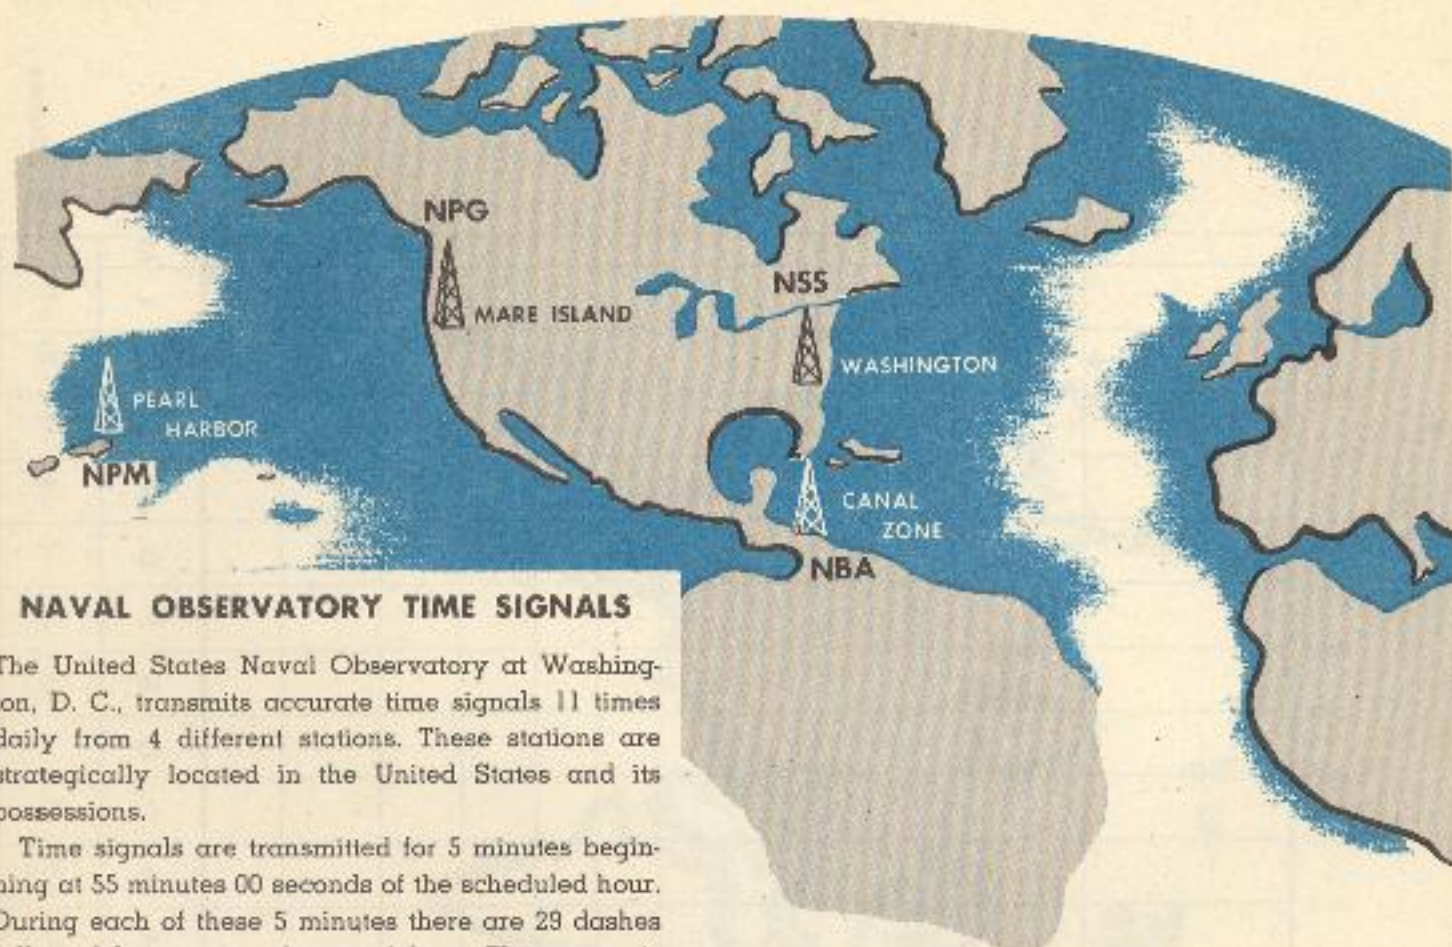 NPG
MARE ISLAND
NSS
WASHINGTON
PEARL
HARBOR
NPM
CANAL
ZONE
NBA
NAVAL OBSERVATORY TIME SIGNALS
The United States Naval Observatory at Washing-
on, D. C., transmits accurate time signals 11 times
daily from 4 different stations. These stations are
strategically located in the United States and its
possessions.
Time signals are transmitted for 5 minutes begin-
ning at 55 minutes 00 seconds of the scheduled hour.
During each of these 5 minutes there are 29 dashes